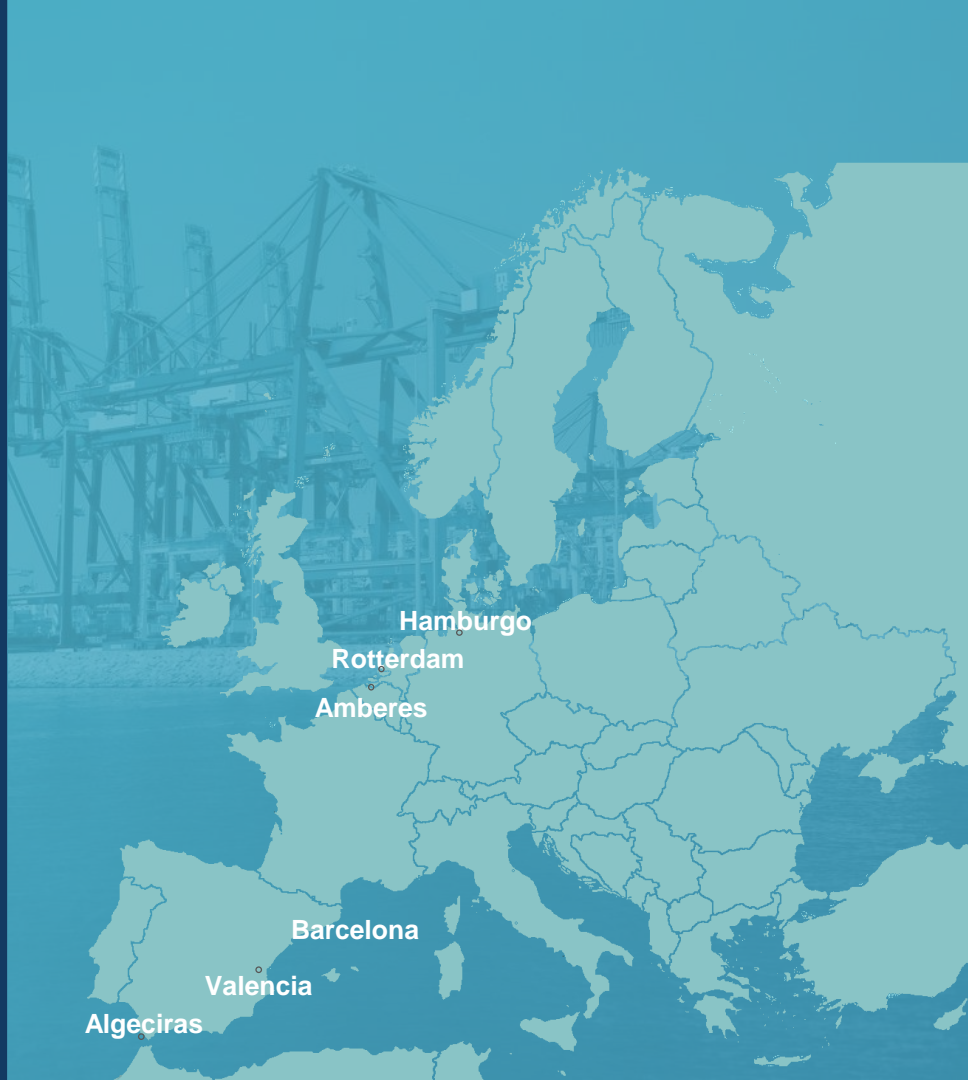 Hamburgo
Rotterdam
Amberes
Barcelona
Valencia
Algeciras